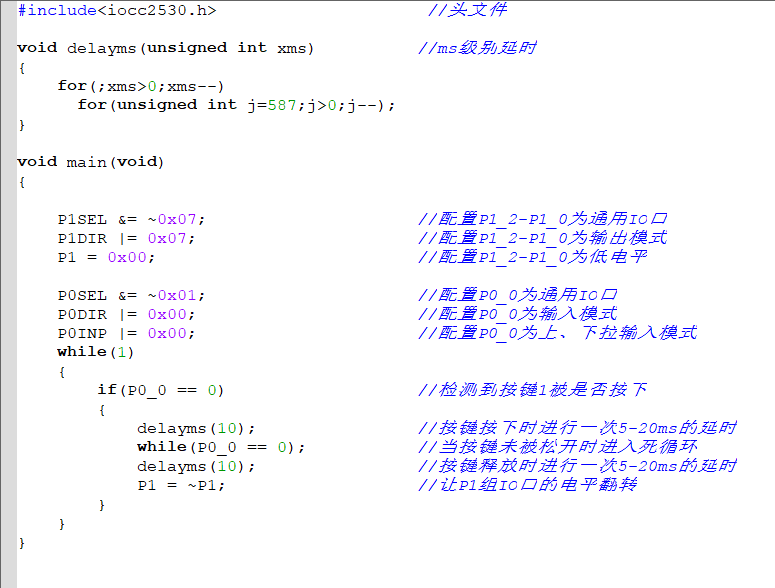 #include<iocc2530.h> //头文件
void delayms(unsigned int xms) //ms级别延时
{
for(;xms>0;xms--)
for(unsigned int j=587;j>0;j--);
}
void main(void)
{
P1SEL &= ~0x07; //配置P1_2-P1_0为通用IO口
P1DIR |= 0x07; //配置P1_2-P1_0为输出模式
P1 = 0x00; //配置P1_2-P1_0为低电平
P0SEL &= ~0x01; //配置P0_0为通用IO口
P0DIR |= 0x00; //配置P0_0为输入模式
P0INP |= 0x00; //配置P0_0为上、下拉输入模式
while(1)
{
if(P0_0 == 0) //检测到按键1被是否按下
{
delayms(10); //按键按下时进行一次5-20ms的延时
while(P0_0 == 0); //当按键未被松开时进入死循环
delayms(10); //按键释放时进行一次5-20ms的延时
P1 = ~P1; //让P1组IO口的电平翻转
}
}
}